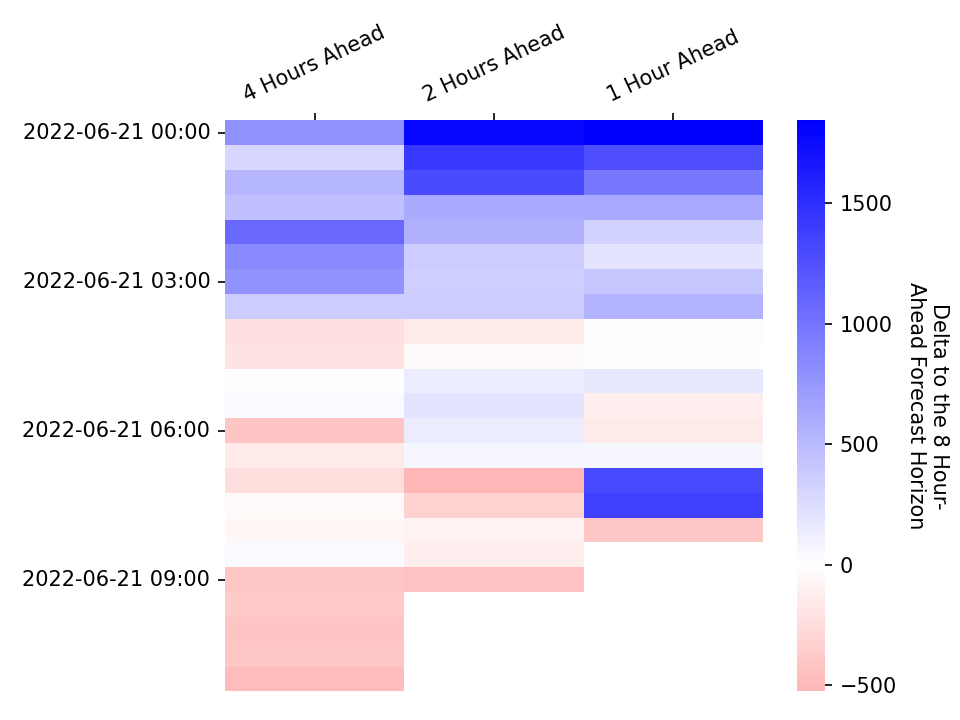 4 Hours Ahead
2 Hours Ahead
1 Hour Ahead
2022-06-21 00:00
2022-06-21 03:00
2022-06-21 06:00
2022-06-21 09:00
1500
1000
500
0
−500
Delta to the 8 Hour-
Ahead Forecast Horizon